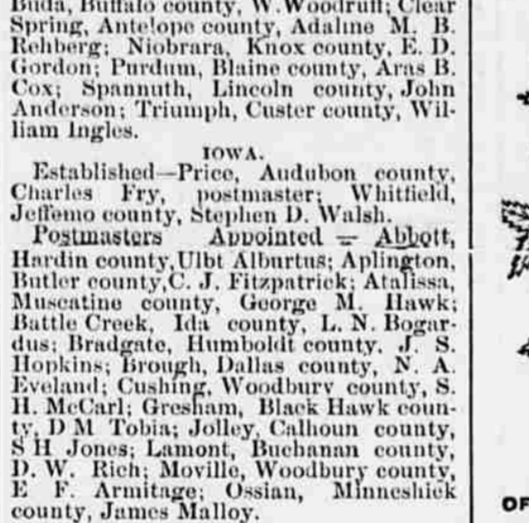 Buda, Buffalo county, W. Woodruff; Clear
Spring, Antelope county, Adaline M. B.
Rehberg; Niobrara, Knox county, E. D.
Gordon; Purdum, Blaine county, Aras B.
Cox; Spannuth, Lincoln county, John
Anderson; Triumph, Custer county, Wil-
liam Ingles.
IOWA.
Established—Price, Audubon county,
Charles Fry, postmaster; Whitfield,
Jeffemo county, Stephen D. Walsh.
Postmasters Appointed — Abbott,
Hardin county, Ulbt Alburtus; Aplington,
Butler county, C. J. Fitzpatrick; Atalissa,
Muscatine county, George M. Hawk;
Battle Creek, Ida county, L. N. Bogar-
dus; Bradgate, Humboldt county, J. S.
Hopkins; Brough, Dallas county, N. A.
Eveland; Cushing, Woodbury county, S.
H. McCarl; Gresham, Black Hawk coun-
ty, D M Tobia; Jolley, Calhoun county,
S H Jones; Lamont, Buchanan county,
D. W. Rich; Moville, Woodbury county,
E F. Armitage; Ossian, Minneshiek
county, James Malloy.
OF